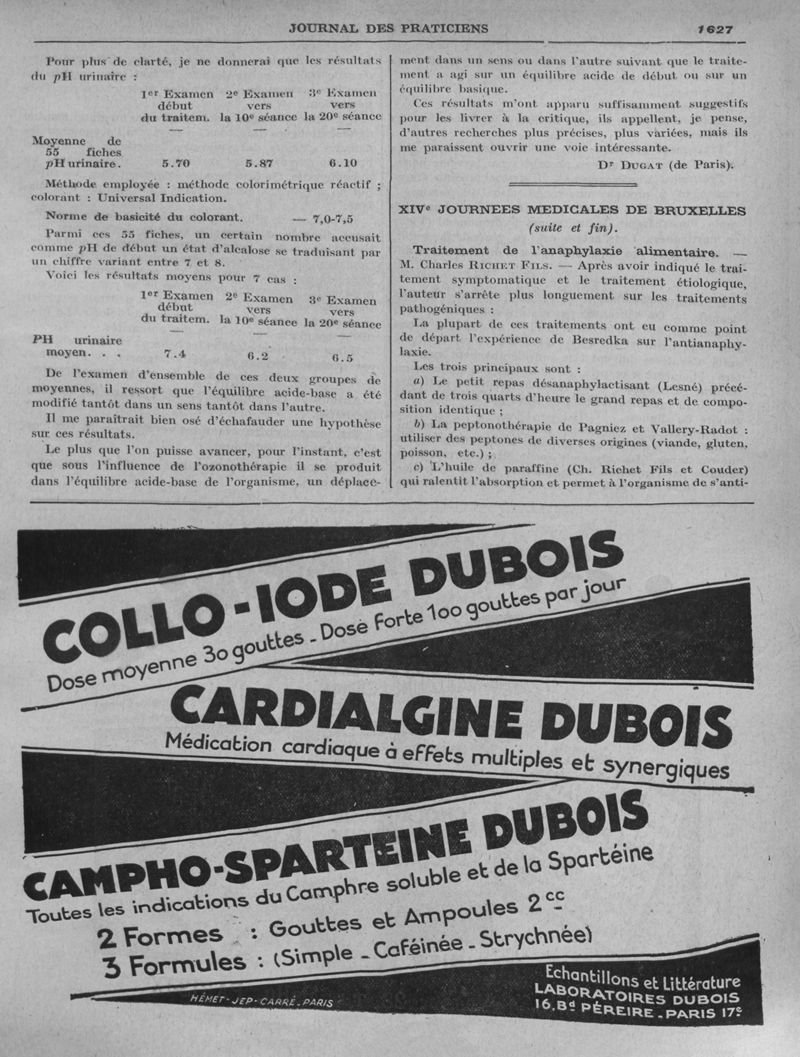 JOURNAL DES PRATICIENS
1627
Pour plus de clarté, je ne donnerai que les résultats
du pH urinaire :
1er Examen 2e Examen 3e Examen
début vers vers
du traitem. la 10e séance la 20e séance
— — —
Moyenne de
55 fiches
pH urinaire. 5.70 5.87 6.10
Méthode employée : méthode colorimétrique réactif ;
colorant : Universal Indication.
Norme de basicité du colorant. — 7,0-7,5
Parmi ces 55 fiches, un certain nombre accusait
comme pH de début un état d'alcalose se traduisant par
un chiffre variant entre 7 et 8.
Voici les résultats moyens pour 7 cas :
1er Examen 2e Examen 3e Examen
début vers vers
du traitem. la 10e séance la 20e séance
— — —
PH urinaire
moyen. . . 7.4 6.2 6.5
De l'examen d'ensemble de ces deux groupes de
moyennes, il ressort que l'équilibre acide-base a été
modifié tantôt dans un sens tantôt dans l'autre.
Il me paraîtrait bien osé d'échafauder une hypothèse
sur ces résultats.
Le plus que l'on puisse avancer, pour l'instant, c'est
que sous l'influence de l'ozonothérapie il se produit
dans l'équilibre acide-base de l'organisme, un déplace-
ment dans un sens ou dans l'autre suivant que le traite-
ment a agi sur un équilibre acide de début ou sur un
équilibre basique.
Ces résultats m'ont apparu suffisamment suggestifs
pour les livrer à la critique, ils appellent, je pense,
d'autres recherches plus précises, plus variées, mais ils
me paraissent ouvrir une voie intéressante.
Dr DUGAT (de Paris).
XIVe JOURNEES MEDICALES DE BRUXELLES
(suite et fin).
Traitement de l'anaphylaxie alimentaire. —
M. Charles RICHET FILS. — Après avoir indiqué le trai-
tement symptomatique et le traitement étiologique,
l'auteur s'arrête plus longuement sur les traitements
pathogéniques :
La plupart de ces traitements ont eu comme point
de départ l'expérience de Besredka sur l'antianaphy-
laxie.
Les trois principaux sont :
a) Le petit repas désanaphylactisant (Lesné) précé-
dant de trois quarts d'heure le grand repas et de compo-
sition identique ;
b) La peptonothérapie de Pagniez et Vallery-Radot :
utiliser des peptones de diverses origines (viande, gluten,
poisson, etc.) ;
c) L'huile de paraffine (Ch. Richet Fils et Couder)
qui ralentit l'absorption et permet à l'organisme de s'anti-
COLLO-IODE DUBOIS
Dose moyenne 30 gouttes - Dose Forte 100 gouttes par jour
CARDIALGINE DUBOIS
Médication cardiaque à effets multiples et synergiques
CAMPHO-SPARTEINE DUBOIS
Toutes les indications du Camphre soluble et de la Spartéine
2 Formes : Gouttes et Ampoules 2 cc
3 Formules : (Simple - Caféinée - Strychnée)
Echantillons et Littérature
LABORATOIRES DUBOIS
16, Bd PÉREIRE - PARIS 17e
HÉMET-JEP-CARRÉ-PARIS